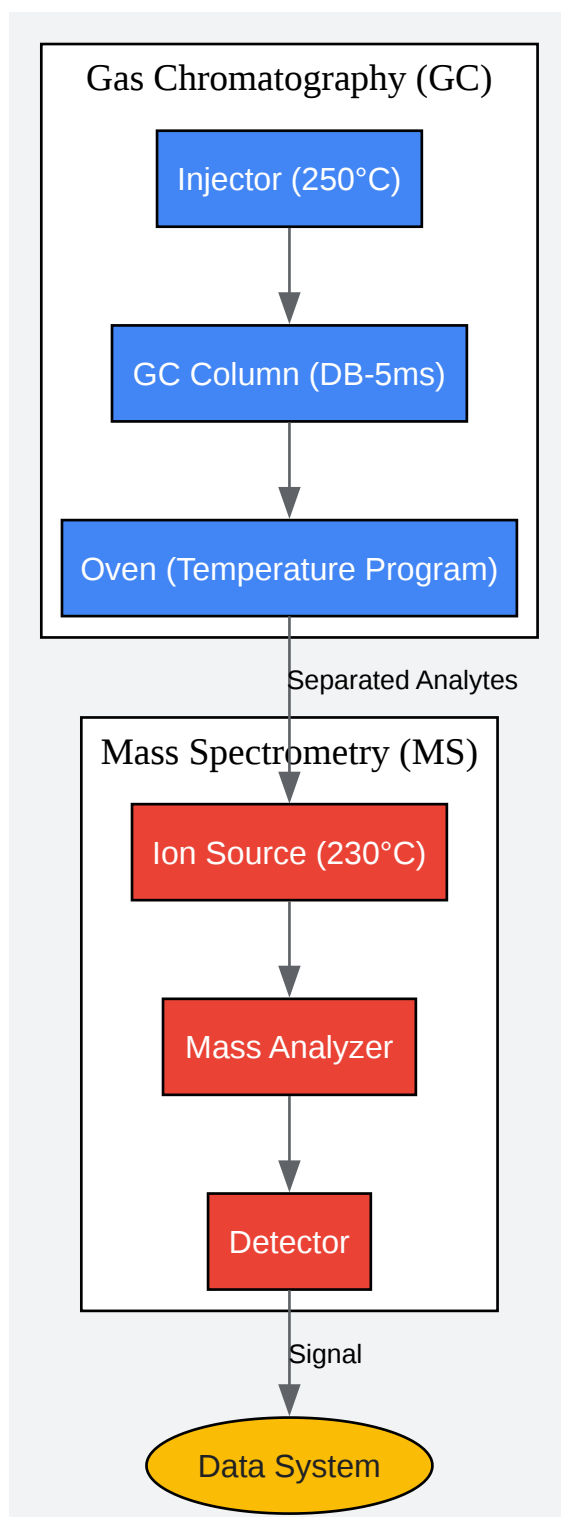 Gas Chromatography (GC)
Injector (250°C)
GC Column (DB-5ms)
Oven (Temperature Program)
Separated Analytes
Mass Spectrometry (MS)
Ion Source (230°C)
Mass Analyzer
Detector
Signal
Data System